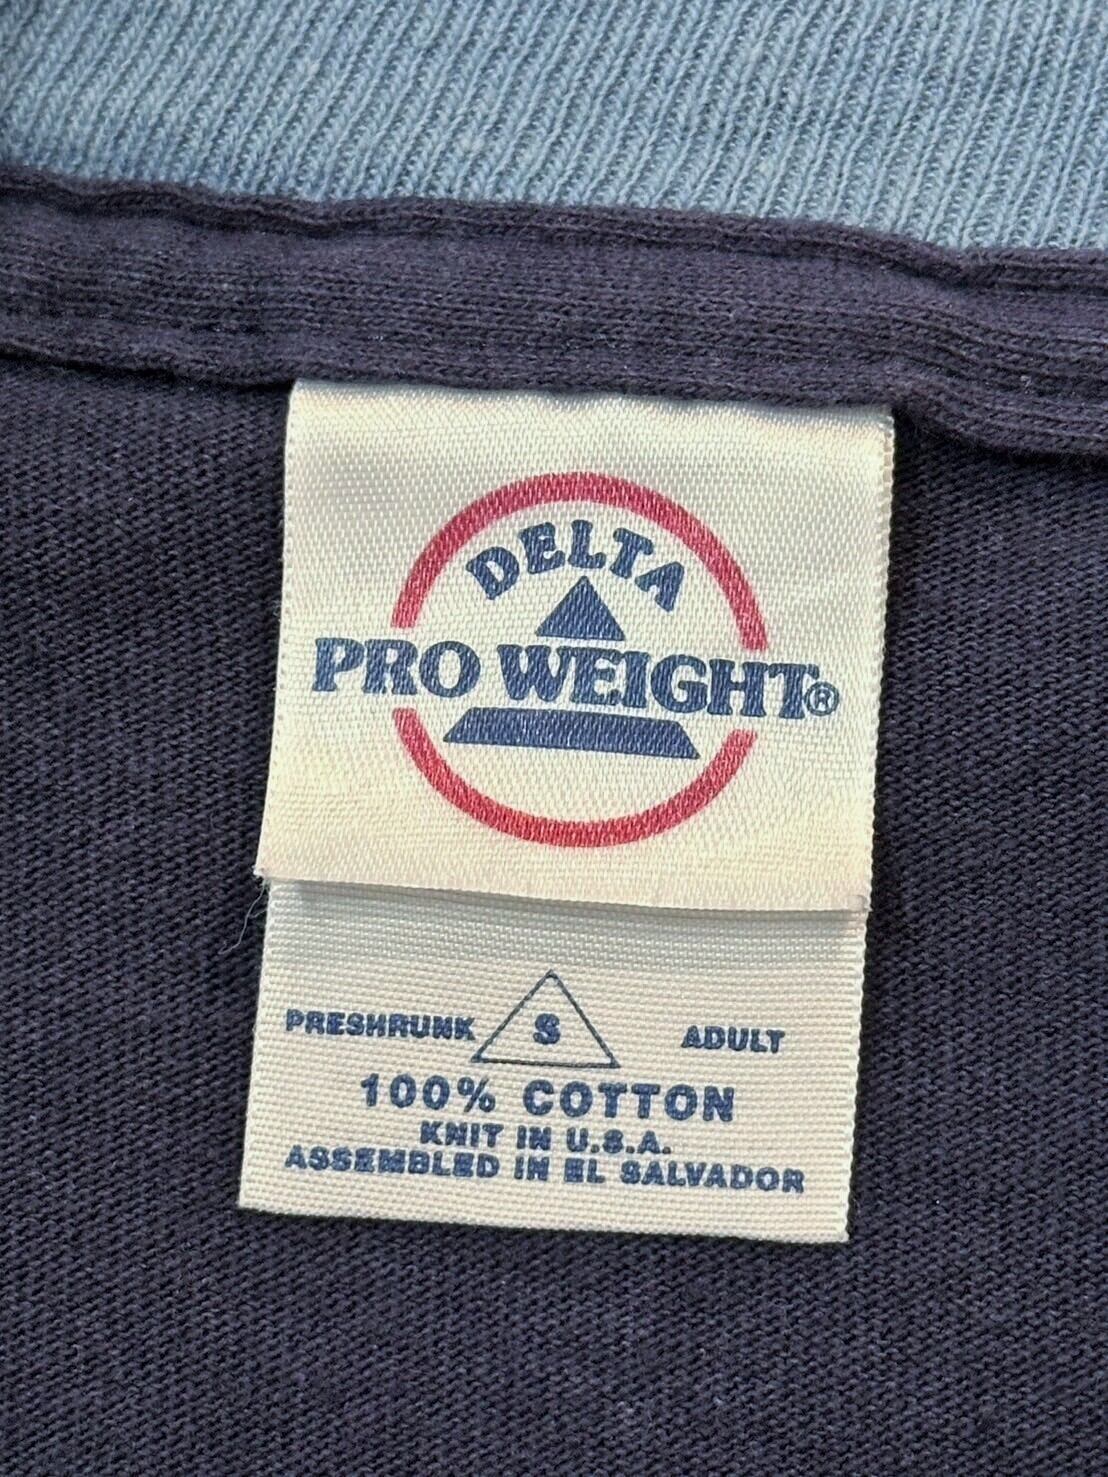 DELTA
PRO WEIGHT®
PRESHRUNK S ADULT
100% COTTON
KNIT IN U.S.A.
ASSEMBLED IN EL SALVADOR